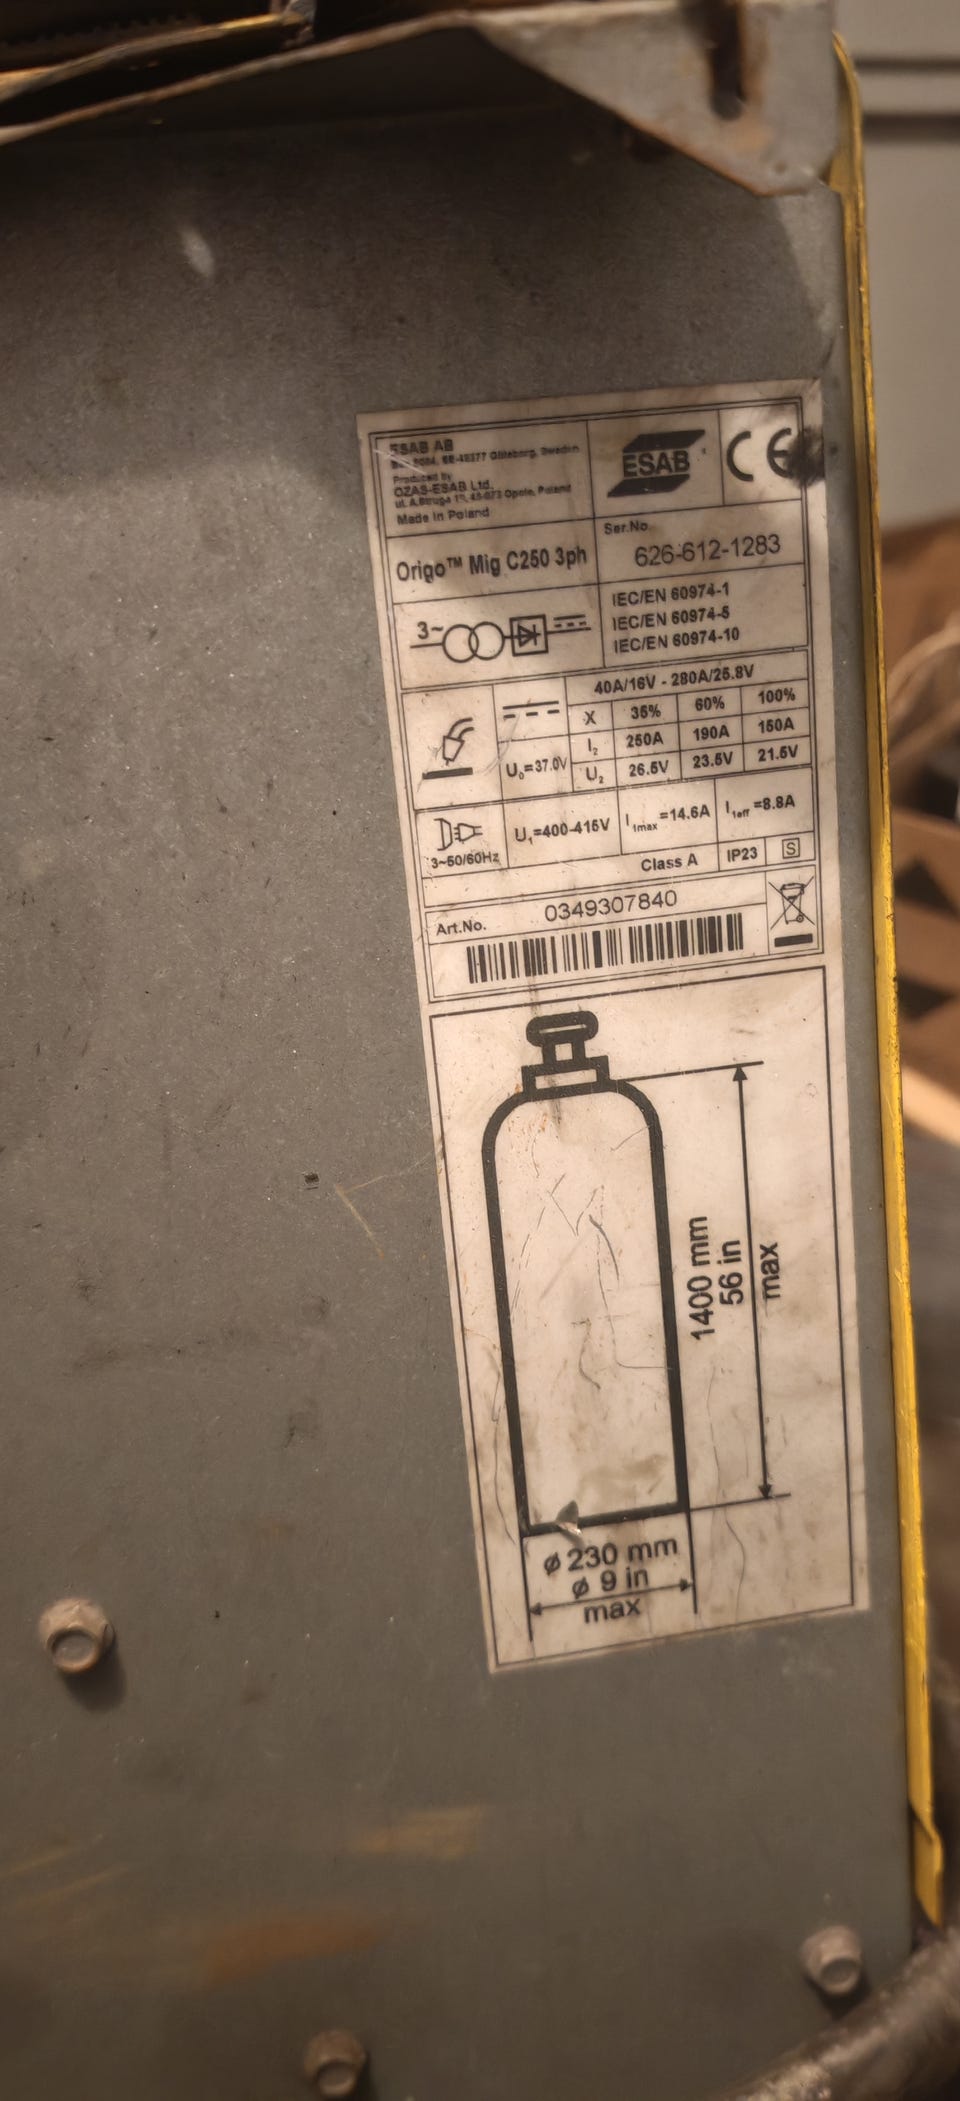 ESAB AB
Produced by
OZAS-ESAB Ltd.
Made in Poland
ESAB
CE
Origo™ Mig C250 3ph
Ser.No.
626-612-1283
3~
IEC/EN 60974-1
IEC/EN 60974-5
IEC/EN 60974-10
40A/16V - 280A/25.8V
X 35% 60% 100%
I2 250A 190A 150A
U0=37.0V
U2 26.5V 23.5V 21.5V
3~50/60Hz
U1=400-415V
I1max=14.6A
I1eff=8.8A
Class A
IP23
S
Art.No.
0349307840
1400 mm
56 in
max
ø 230 mm
ø 9 in
max